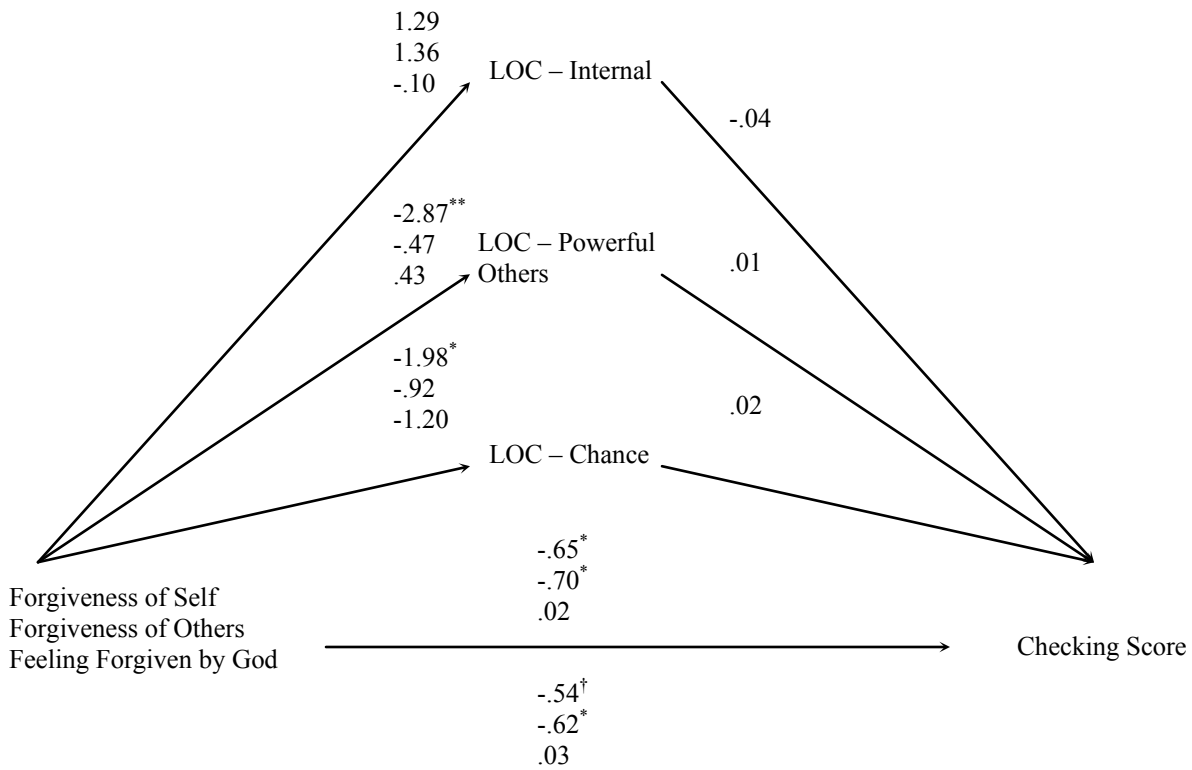 1.29
1.36
-.10
LOC – Internal
-.04
-2.87**
-.47
.43
LOC – Powerful
Others
.01
-1.98*
-.92
-1.20
.02
LOC – Chance
-.65*
-.70*
.02
Forgiveness of Self
Forgiveness of Others
Feeling Forgiven by God
Checking Score
-.54†
-.62*
.03